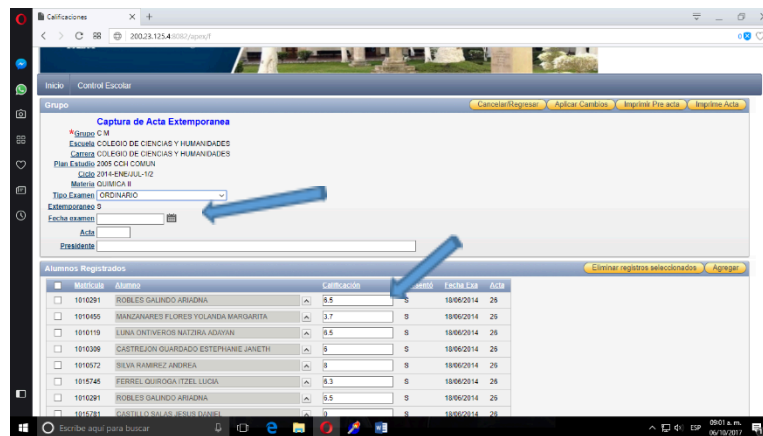 Calificaciones
200.23.125.4:8082/apex/f
0
Inicio Control Escolar
Grupo Cancelar/Regresar Aplicar Cambios Imprimir Pre acta Imprime Acta
Captura de Acta Extemporanea
*Grupo C M
Escuela COLEGIO DE CIENCIAS Y HUMANIDADES
Carrera COLEGIO DE CIENCIAS Y HUMANIDADES
Plan Estudio 2005 CCH COMUN
Ciclo 2014-ENE/JUL-1/2
Materia QUIMICA II
Tipo Examen ORDINARIO
Extemporaneo S
Fecha examen
Acta
Presidente
Alumnos Registrados Eliminar registros seleccionados Agregar
Matrícula Alumno Calificación Fecha Exa Acta
1010291 ROBLES GALINDO ARIADNA 6.5 S 18/06/2014 26
1010455 MANZANARES FLORES YOLANDA MARGARITA 3.7 S 18/06/2014 26
1010119 LUNA ONTIVEROS NATZIRA ADAYAN 6.5 S 18/06/2014 26
1010309 CASTREJON GUARDADO ESTEPHANIE JANETH 6 S 18/06/2014 26
1010572 SILVA RAMIREZ ANDREA 8 S 18/06/2014 26
1015745 FERREL QUIROGA ITZEL LUCIA 6.3 S 18/06/2014 26
1010291 ROBLES GALINDO ARIADNA 6.5 S 18/06/2014 26
1015781 CASTILLO SALAS JESUS DANIEL 0 S 18/06/2014 26
Escribe aquí para buscar ESP 09:01 a. m.
06/10/2017